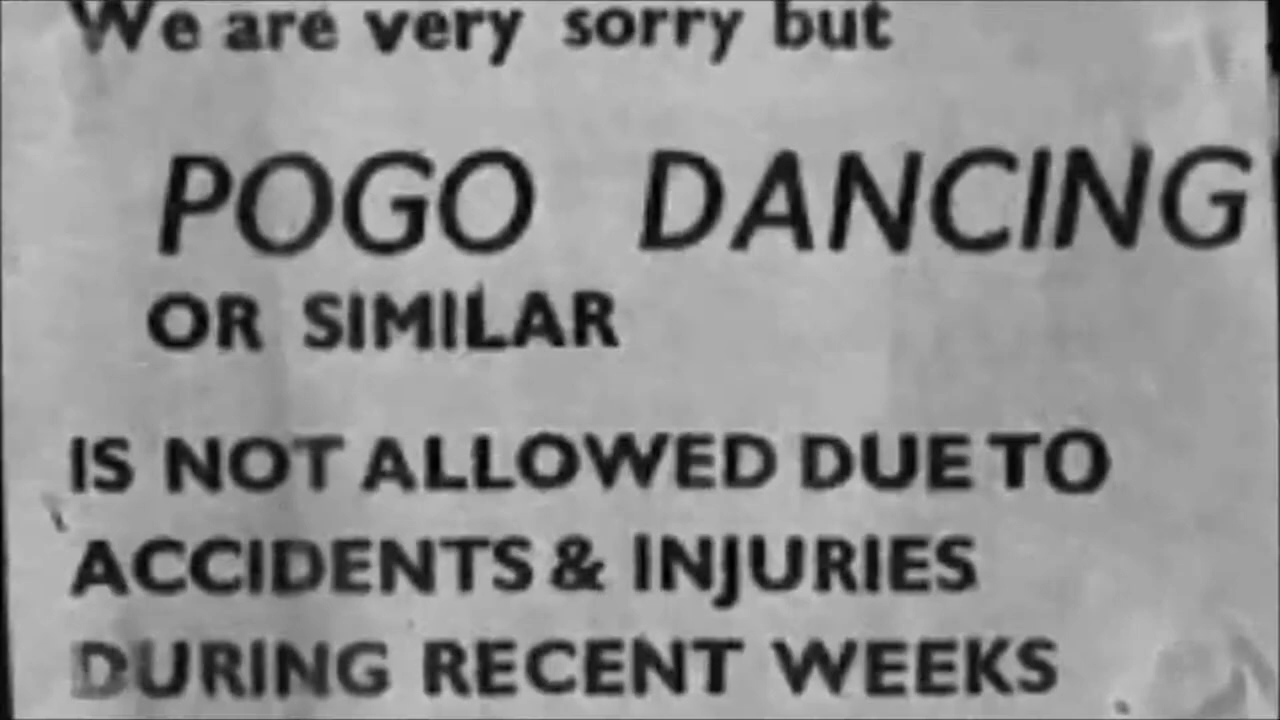 We are very sorry but
POGO DANCING
OR SIMILAR
IS NOT ALLOWED DUE TO
ACCIDENTS & INJURIES
DURING RECENT WEEKS